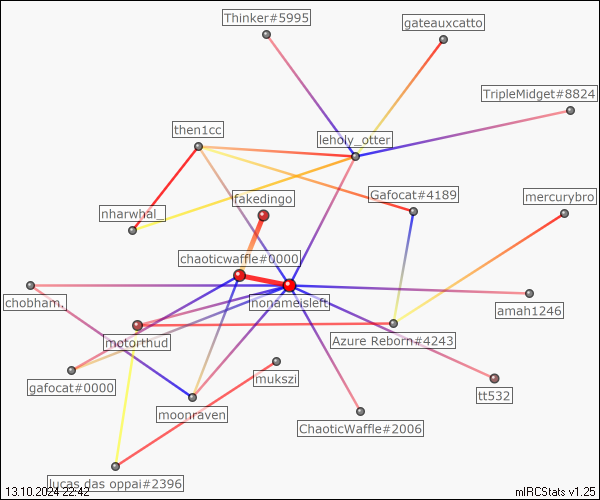 Thinker#5995
gateauxcatto
TripleMidget#8824
then1cc
leholy_otter
Gafocat#4189
fakedingo
mercurybro
nharwhal_
chaoticwaffle#0000
chobham.
nonameisleft
amah1246
motorthud
Azure Reborn#4243
mukszi
gafocat#0000
tt532
moonraven
ChaoticWaffle#2006
lucas das oppai#2396
13.10.2024 22:42
mIRCStats v1.25